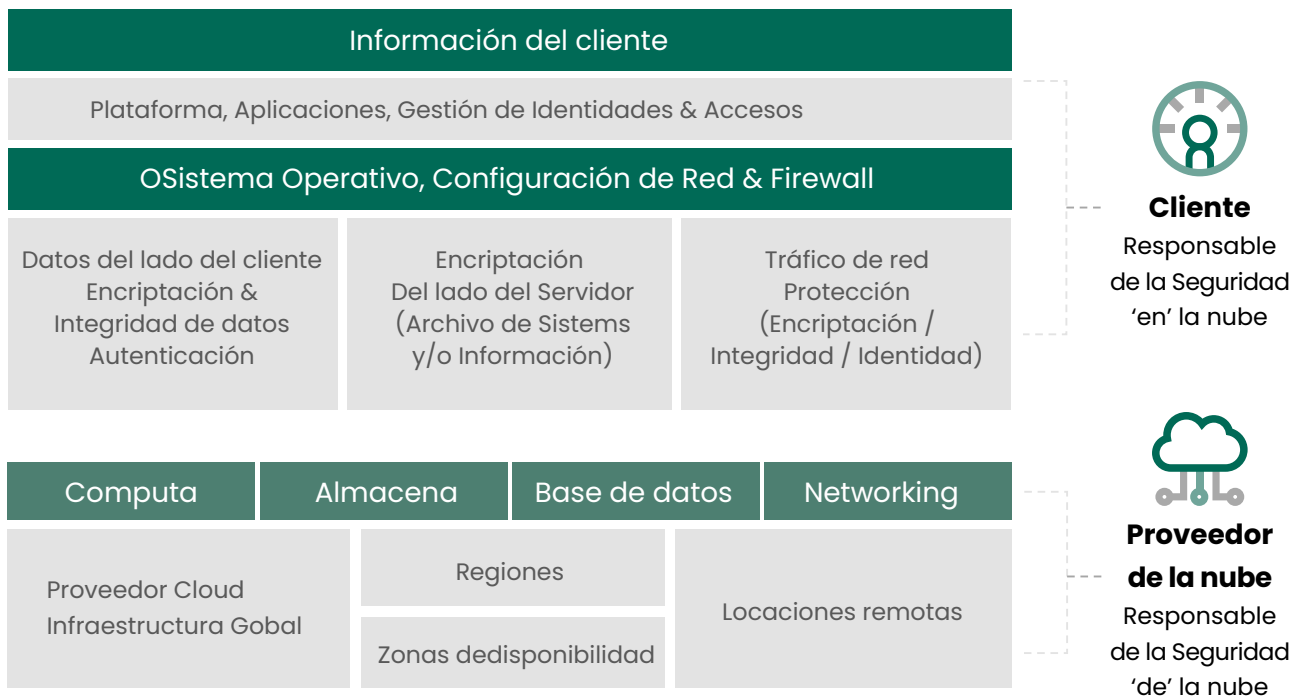 Información del cliente
Plataforma, Aplicaciones, Gestión de Identidades & Accesos
OSistema Operativo, Configuración de Red & Firewall
Datos del lado del cliente
Encriptación &
Integridad de datos
Autenticación
Encriptación
Del lado del Servidor
(Archivo de Sistems
y/o Información)
Tráfico de red
Protección
(Encriptación /
Integridad / Identidad)
Cliente
Responsable
de la Seguridad
‘en’ la nube
Computa
Almacena
Base de datos
Networking
Proveedor Cloud
Infraestructura Gobal
Regiones
Zonas dedisponibilidad
Locaciones remotas
Proveedor
de la nube
Responsable
de la Seguridad
‘de’ la nube